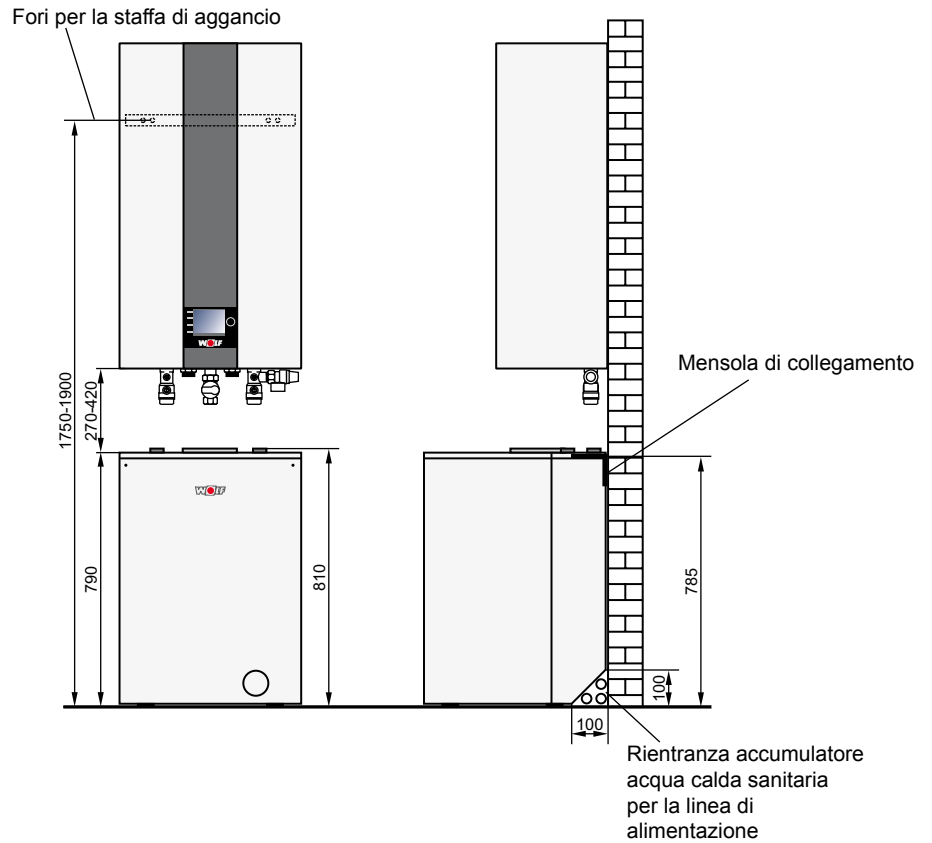 Fori per la staffa di aggancio
WOLF
Mensola di collegamento
1750-1900
270-420
WOLF
790
810
785
100
100
Rientranza accumulatore
acqua calda sanitaria
per la linea di
alimentazione